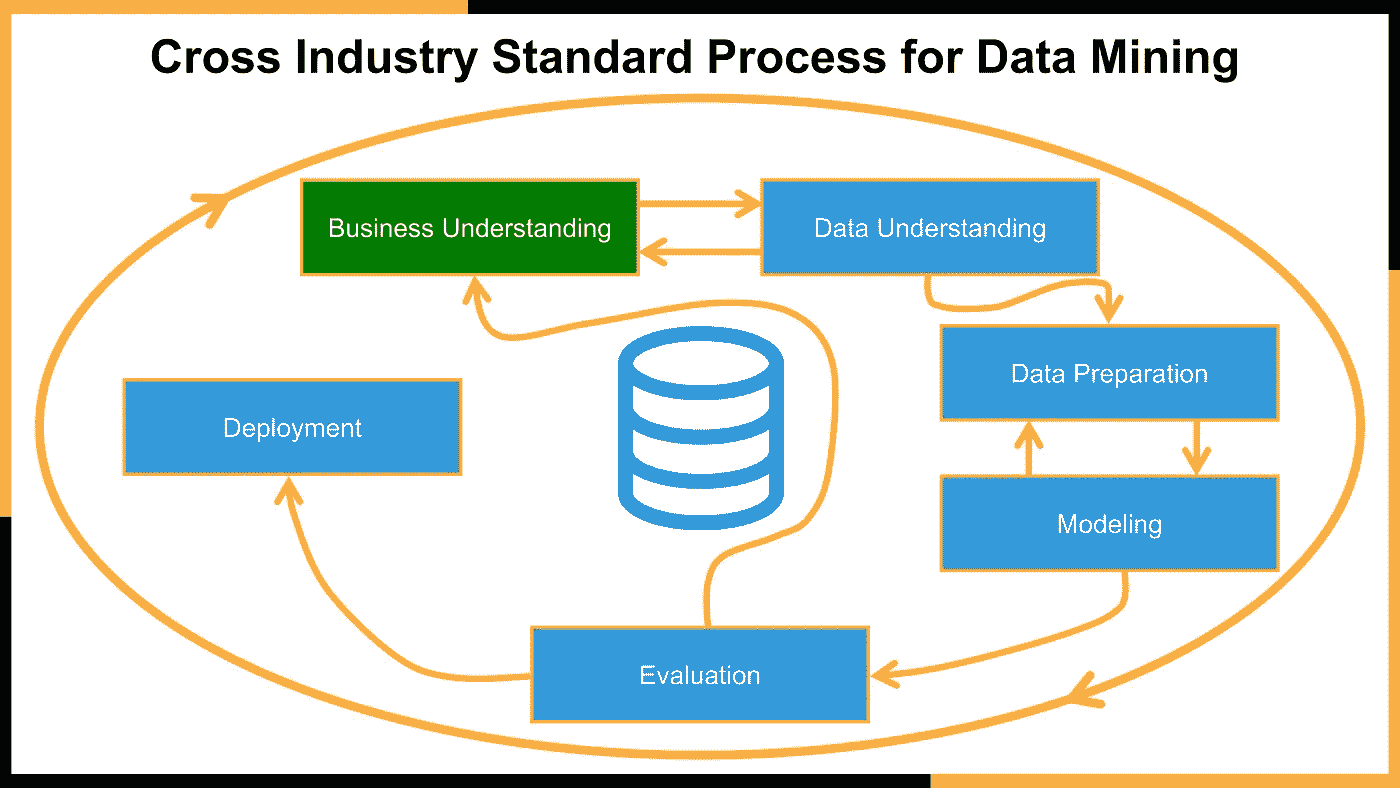 Cross Industry Standard Process for Data Mining
Business Understanding
Data Understanding
Data Preparation
Deployment
Modeling
Evaluation